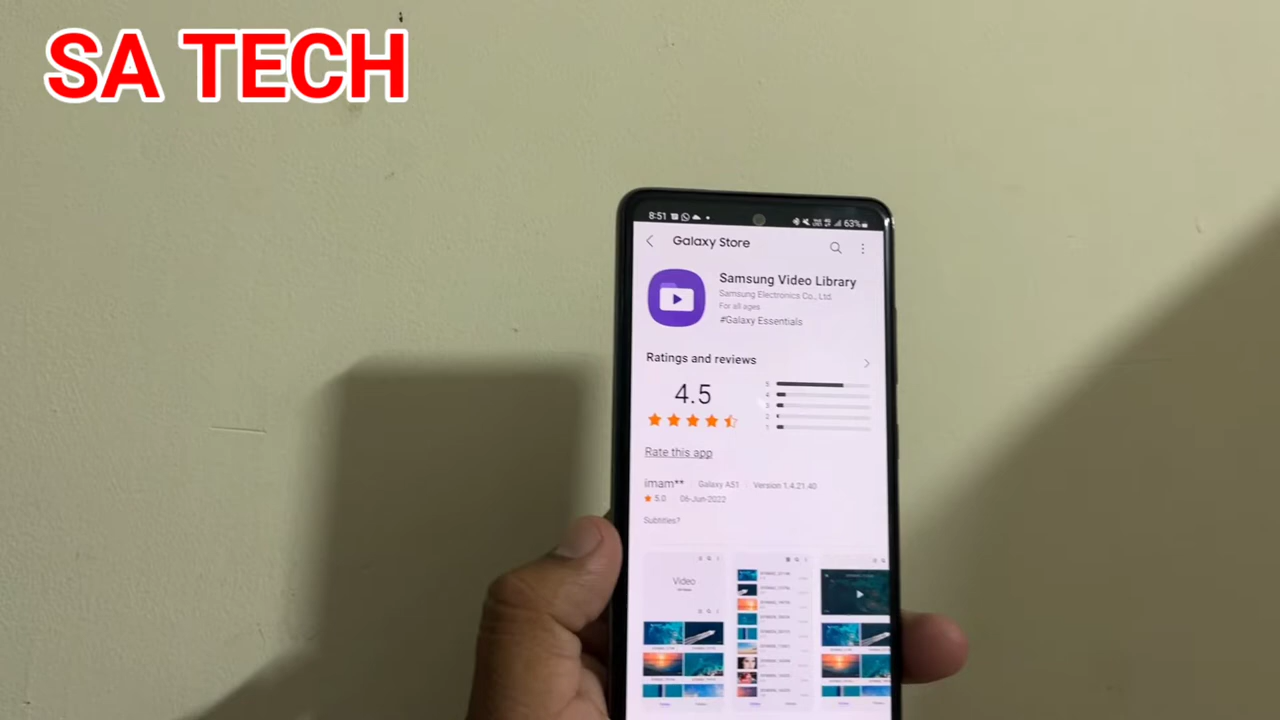 SA TECH
8:51
63%
Galaxy Store
Samsung Video Library
Samsung Electronics Co., Ltd.
For all ages
#Galaxy Essentials
Ratings and reviews
4.5
5
4
3
2
1
Rate this app
imam** Galaxy A51 Version 1.4.21.40
5.0 06-Jun-2022
Subtitles?
Video